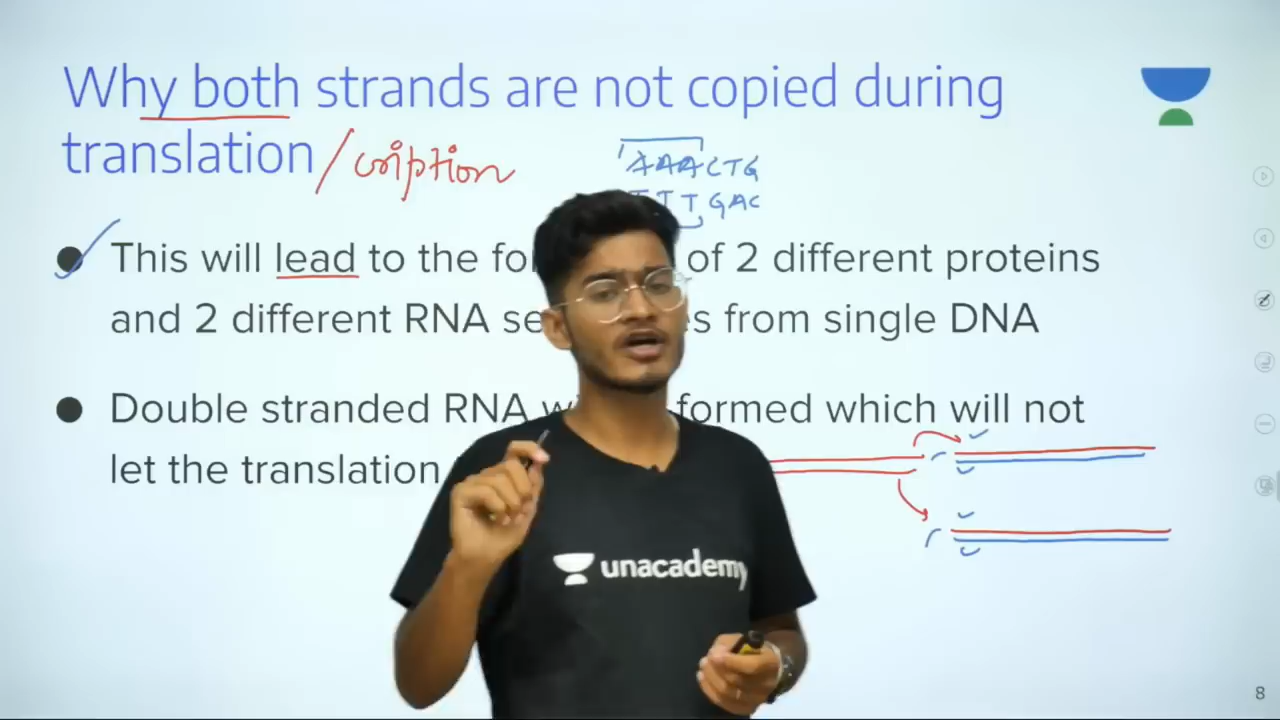 Why both strands are not copied during
translation /cription
AAACTG
TTTGAC
This will lead to the fo of 2 different proteins
and 2 different RNA se s from single DNA
Double stranded RNA w formed which will not
let the translation
unacademy
8